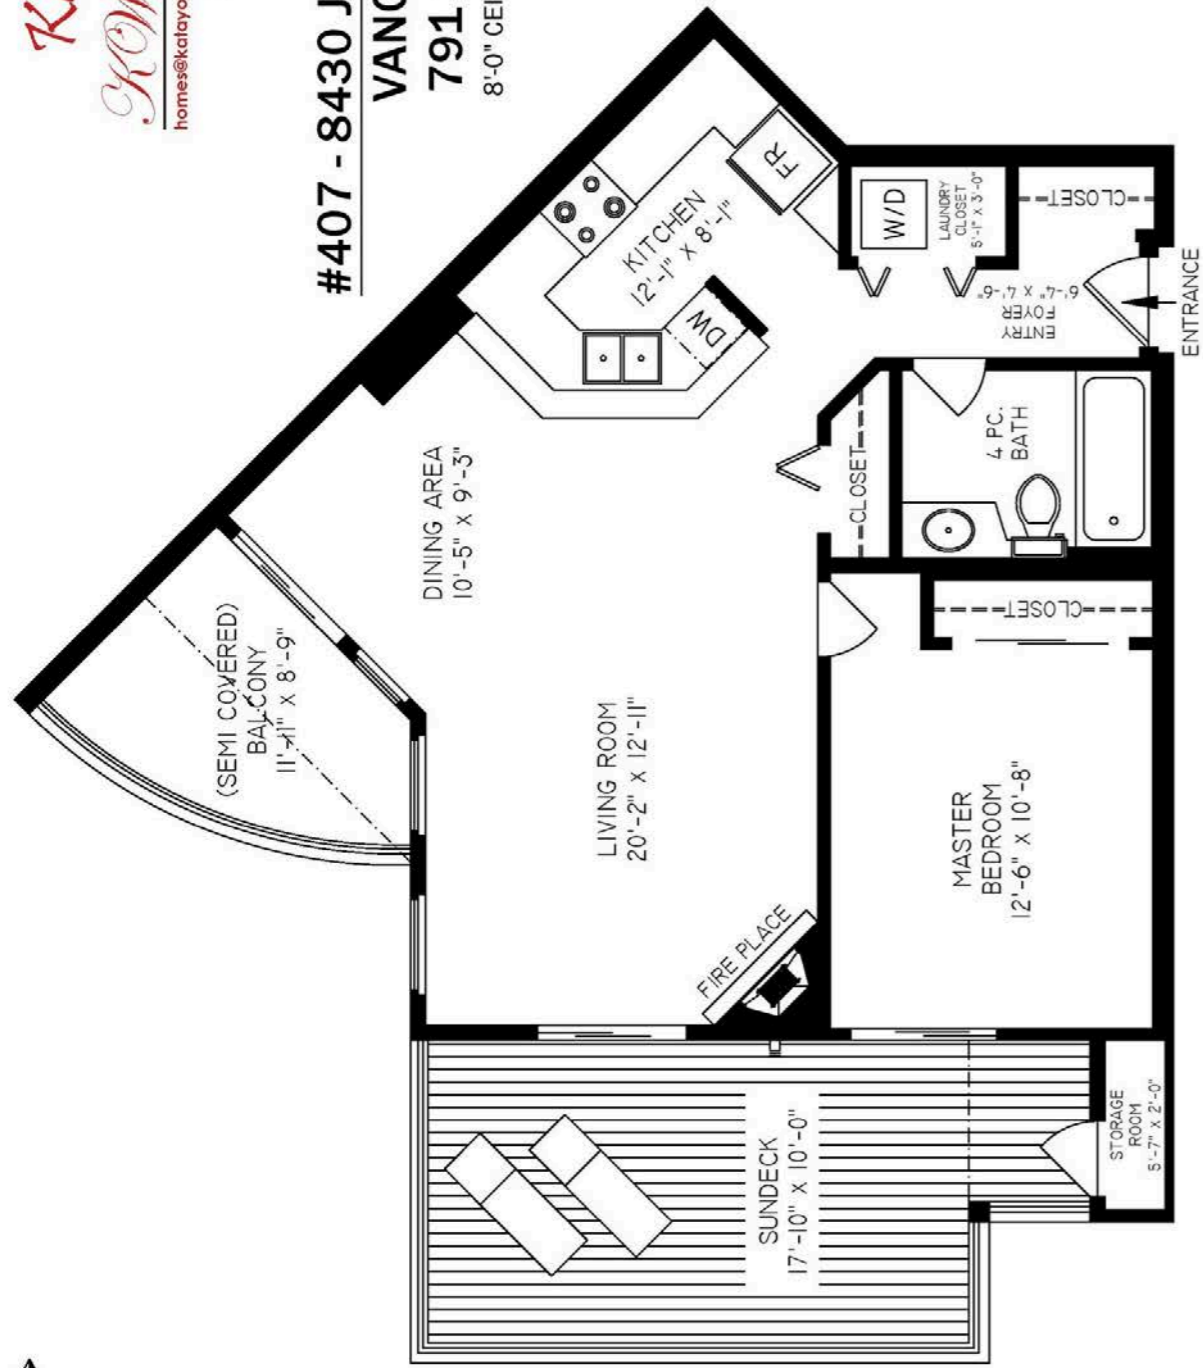 homes@katayo
#407 - 8430 J
VANC
791
8'-0" CEI
(SEMI COVERED)
BALCONY
11'-11" X 8'-9"
DINING AREA
10'-5" X 9'-3"
KITCHEN
12'-1" X 8'-1"
FR
DW
W/D
LAUNDRY
CLOSET
5'-1" X 3'-0"
CLOSET
ENTRY
FOYER
6'-4" X 4'-6"
ENTRANCE
LIVING ROOM
20'-2" X 12'-11"
CLOSET
4 PC.
BATH
FIRE PLACE
MASTER
BEDROOM
12'-6" X 10'-8"
CLOSET
SUNDECK
17'-10" X 10'-0"
STORAGE
ROOM
5'-7" X 2'-0"